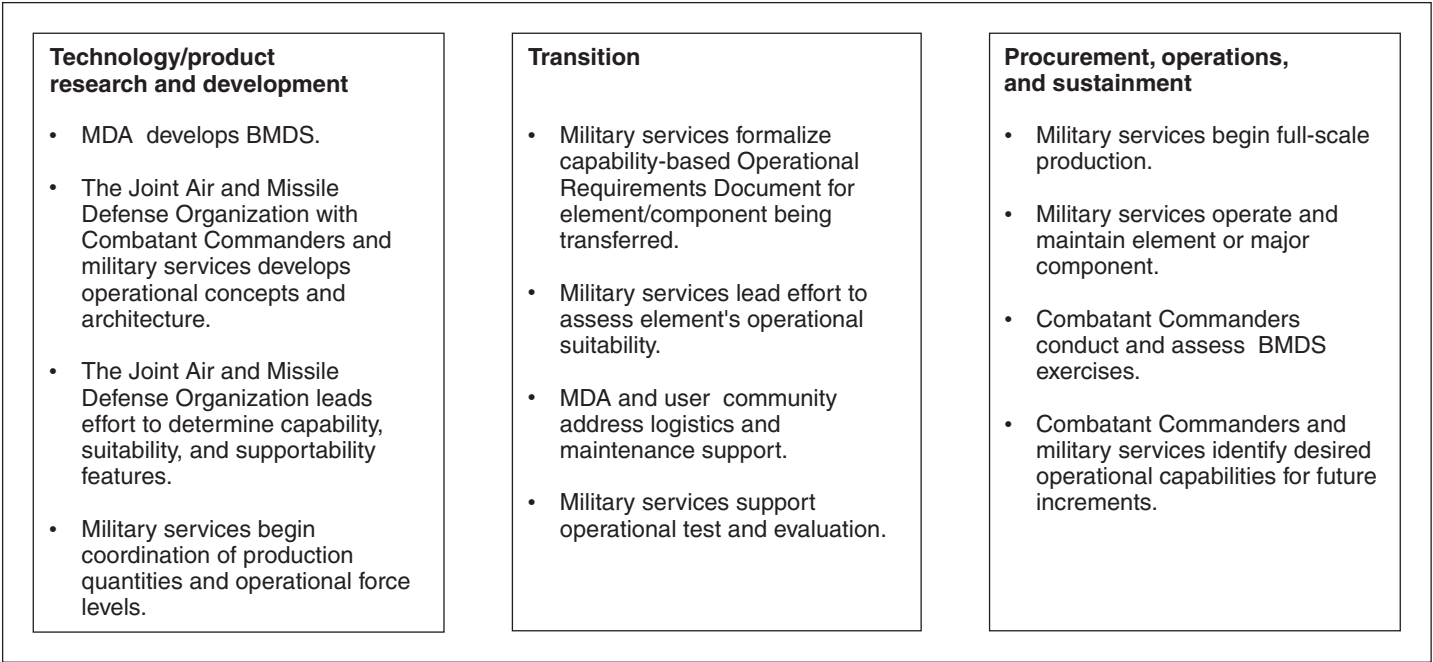 Technology/product
research and development
• MDA develops BMDS.
• The Joint Air and Missile
Defense Organization with
Combatant Commanders and
military services develops
operational concepts and
architecture.
• The Joint Air and Missile
Defense Organization leads
effort to determine capability,
suitability, and supportability
features.
• Military services begin
coordination of production
quantities and operational force
levels.
Transition
• Military services formalize
capability-based Operational
Requirements Document for
element/component being
transferred.
• Military services lead effort to
assess element's operational
suitability.
• MDA and user community
address logistics and
maintenance support.
• Military services support
operational test and evaluation.
Procurement, operations,
and sustainment
• Military services begin full-scale
production.
• Military services operate and
maintain element or major
component.
• Combatant Commanders
conduct and assess BMDS
exercises.
• Combatant Commanders and
military services identify desired
operational capabilities for future
increments.